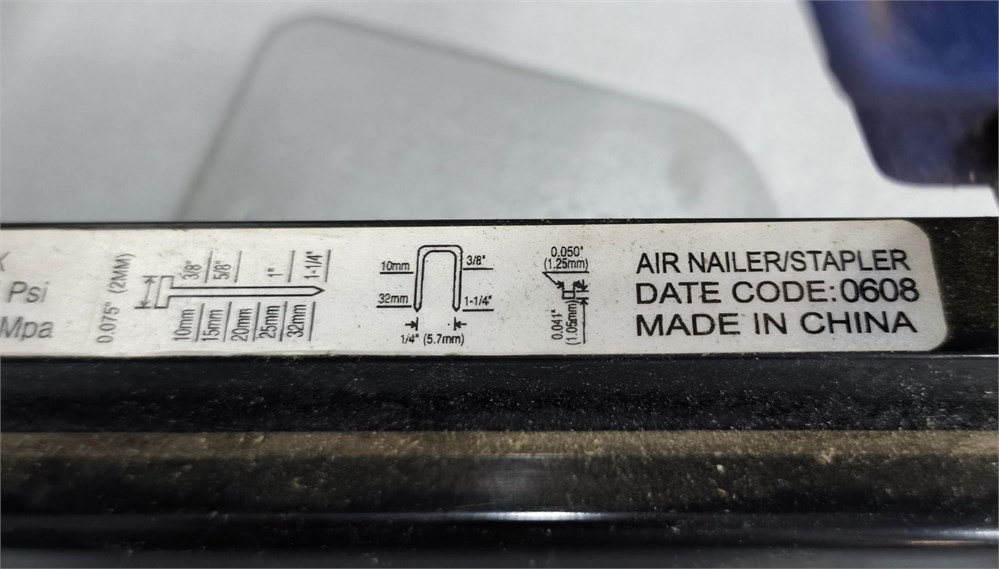 Psi
Mpa
0.075" (2MM)
3/8"
5/8"
1"
1-1/4"
10mm
15mm
20mm
25mm
32mm
10mm
3/8"
32mm
1-1/4"
1/4" (5.7mm)
0.050"
(1.25mm)
0.041"
(1.05mm)
AIR NAILER/STAPLER
DATE CODE:0608
MADE IN CHINA